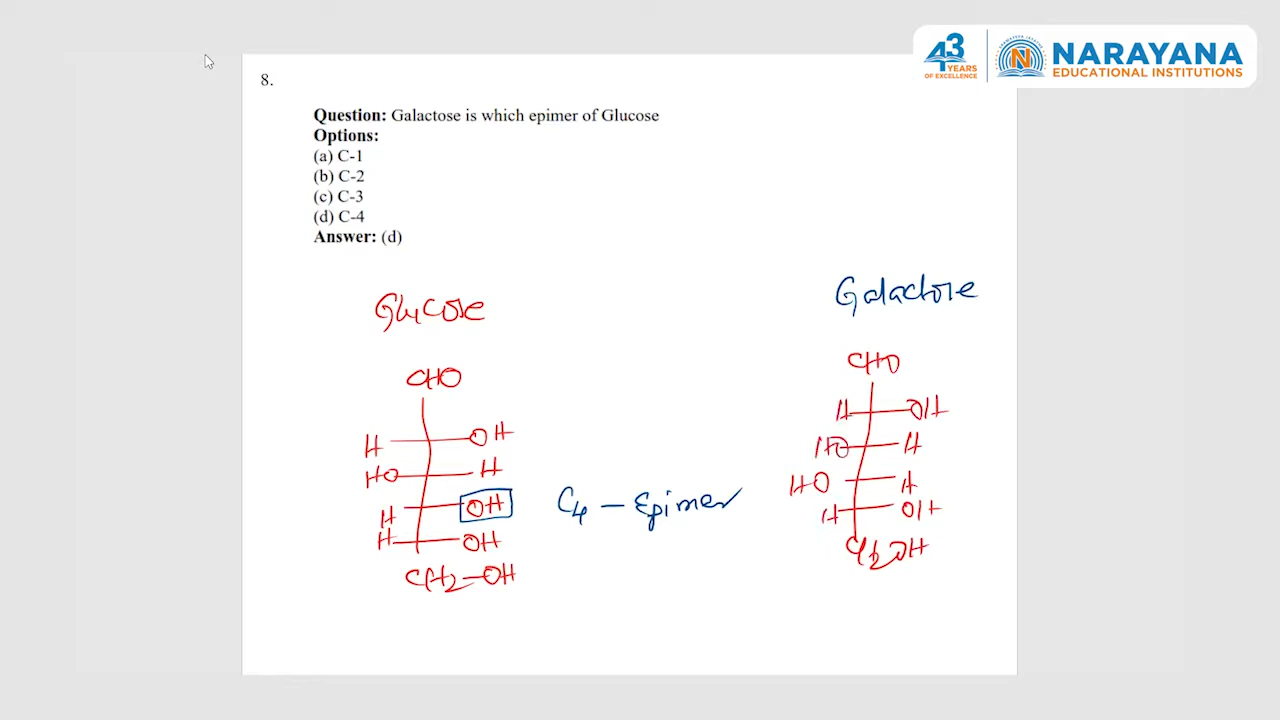 43
YEARS
OF EXCELLENCE
NARAYANA
EDUCATIONAL INSTITUTIONS
8.
Question: Galactose is which epimer of Glucose
Options:
(a) C-1
(b) C-2
(c) C-3
(d) C-4
Answer: (d)
Glucose
CHO
H OH
HO H
H OH
H OH
CH2-OH
C4 - Epimer
Galactose
CHO
H OH
HO H
HO H
H OH
CH2OH